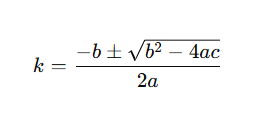 k = \frac{-b \pm \sqrt{b^2 - 4ac}}{2a}